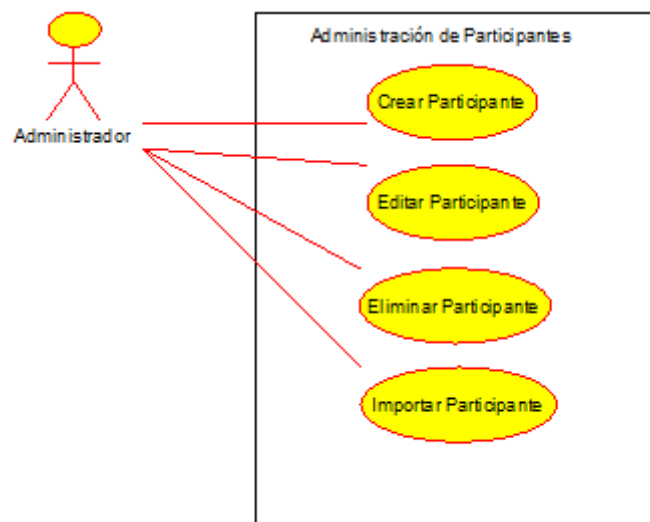 Administración de Participantes
Crear Participante
Administrador
Editar Participante
Eliminar Participante
Importar Participante